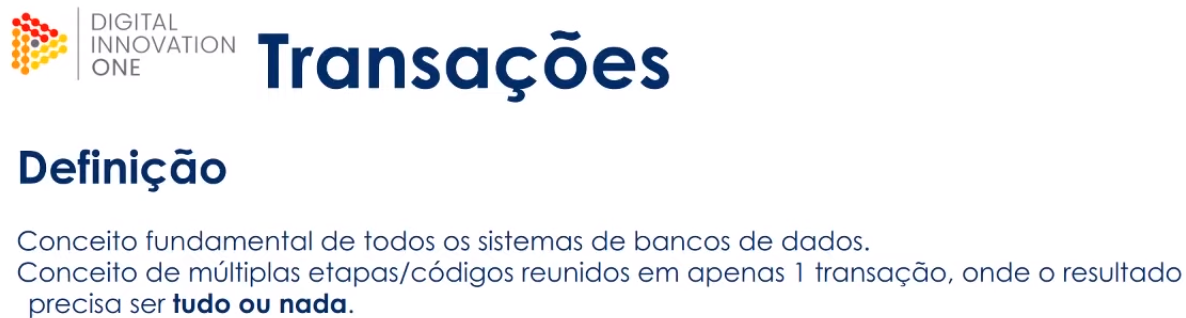 DIGITAL
INNOVATION
ONE
Transações
Definição
Conceito fundamental de todos os sistemas de bancos de dados.
Conceito de múltiplas etapas/códigos reunidos em apenas 1 transação, onde o resultado
precisa ser tudo ou nada.